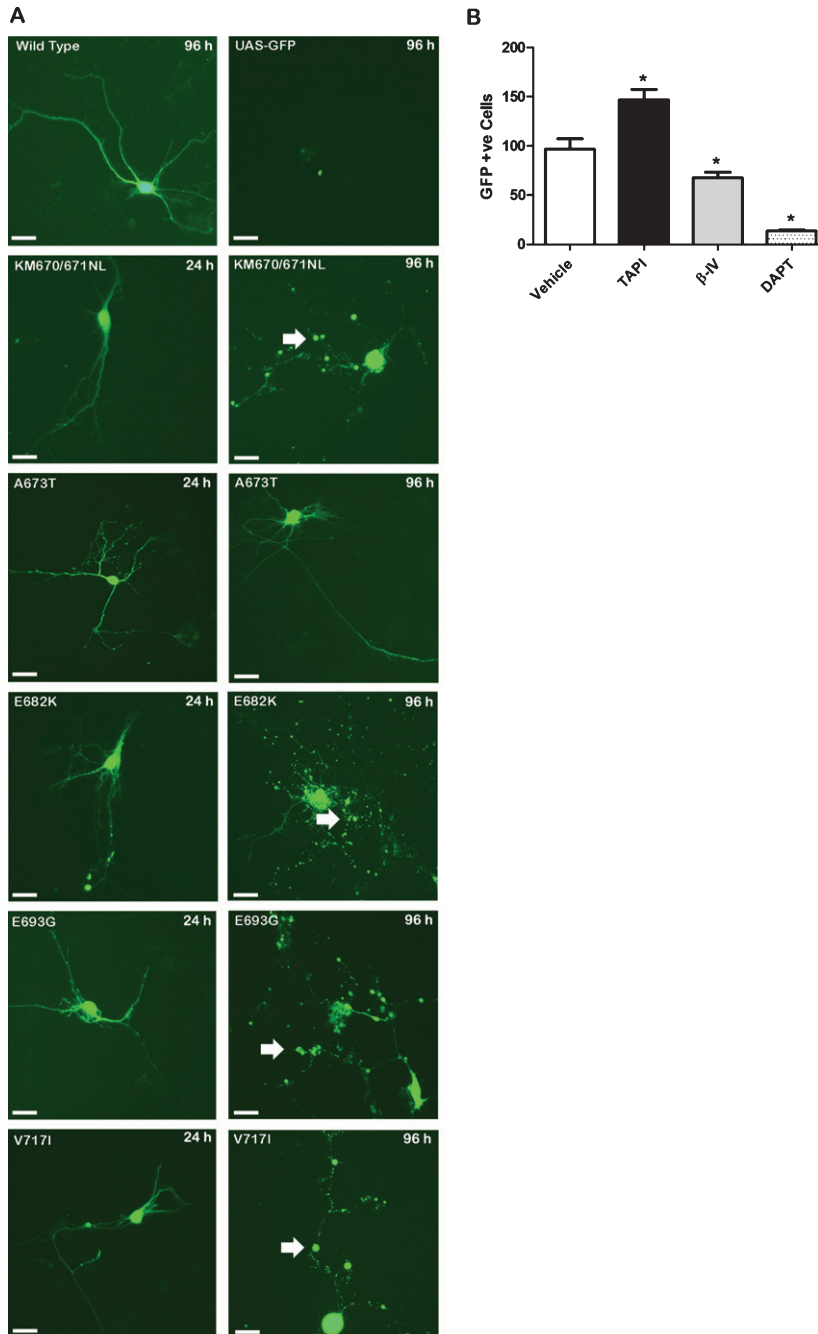 A
Wild Type 96 h
UAS-GFP 96 h
KM670/671NL 24 h
KM670/671NL 96 h
A673T 24 h
A673T 96 h
E682K 24 h
E682K 96 h
E693G 24 h
E693G 96 h
V717I 24 h
V717I 96 h
B
GFP +ve Cells
200
150
100
50
0
*
*
*
Vehicle
TAPI
β-IV
DAPT